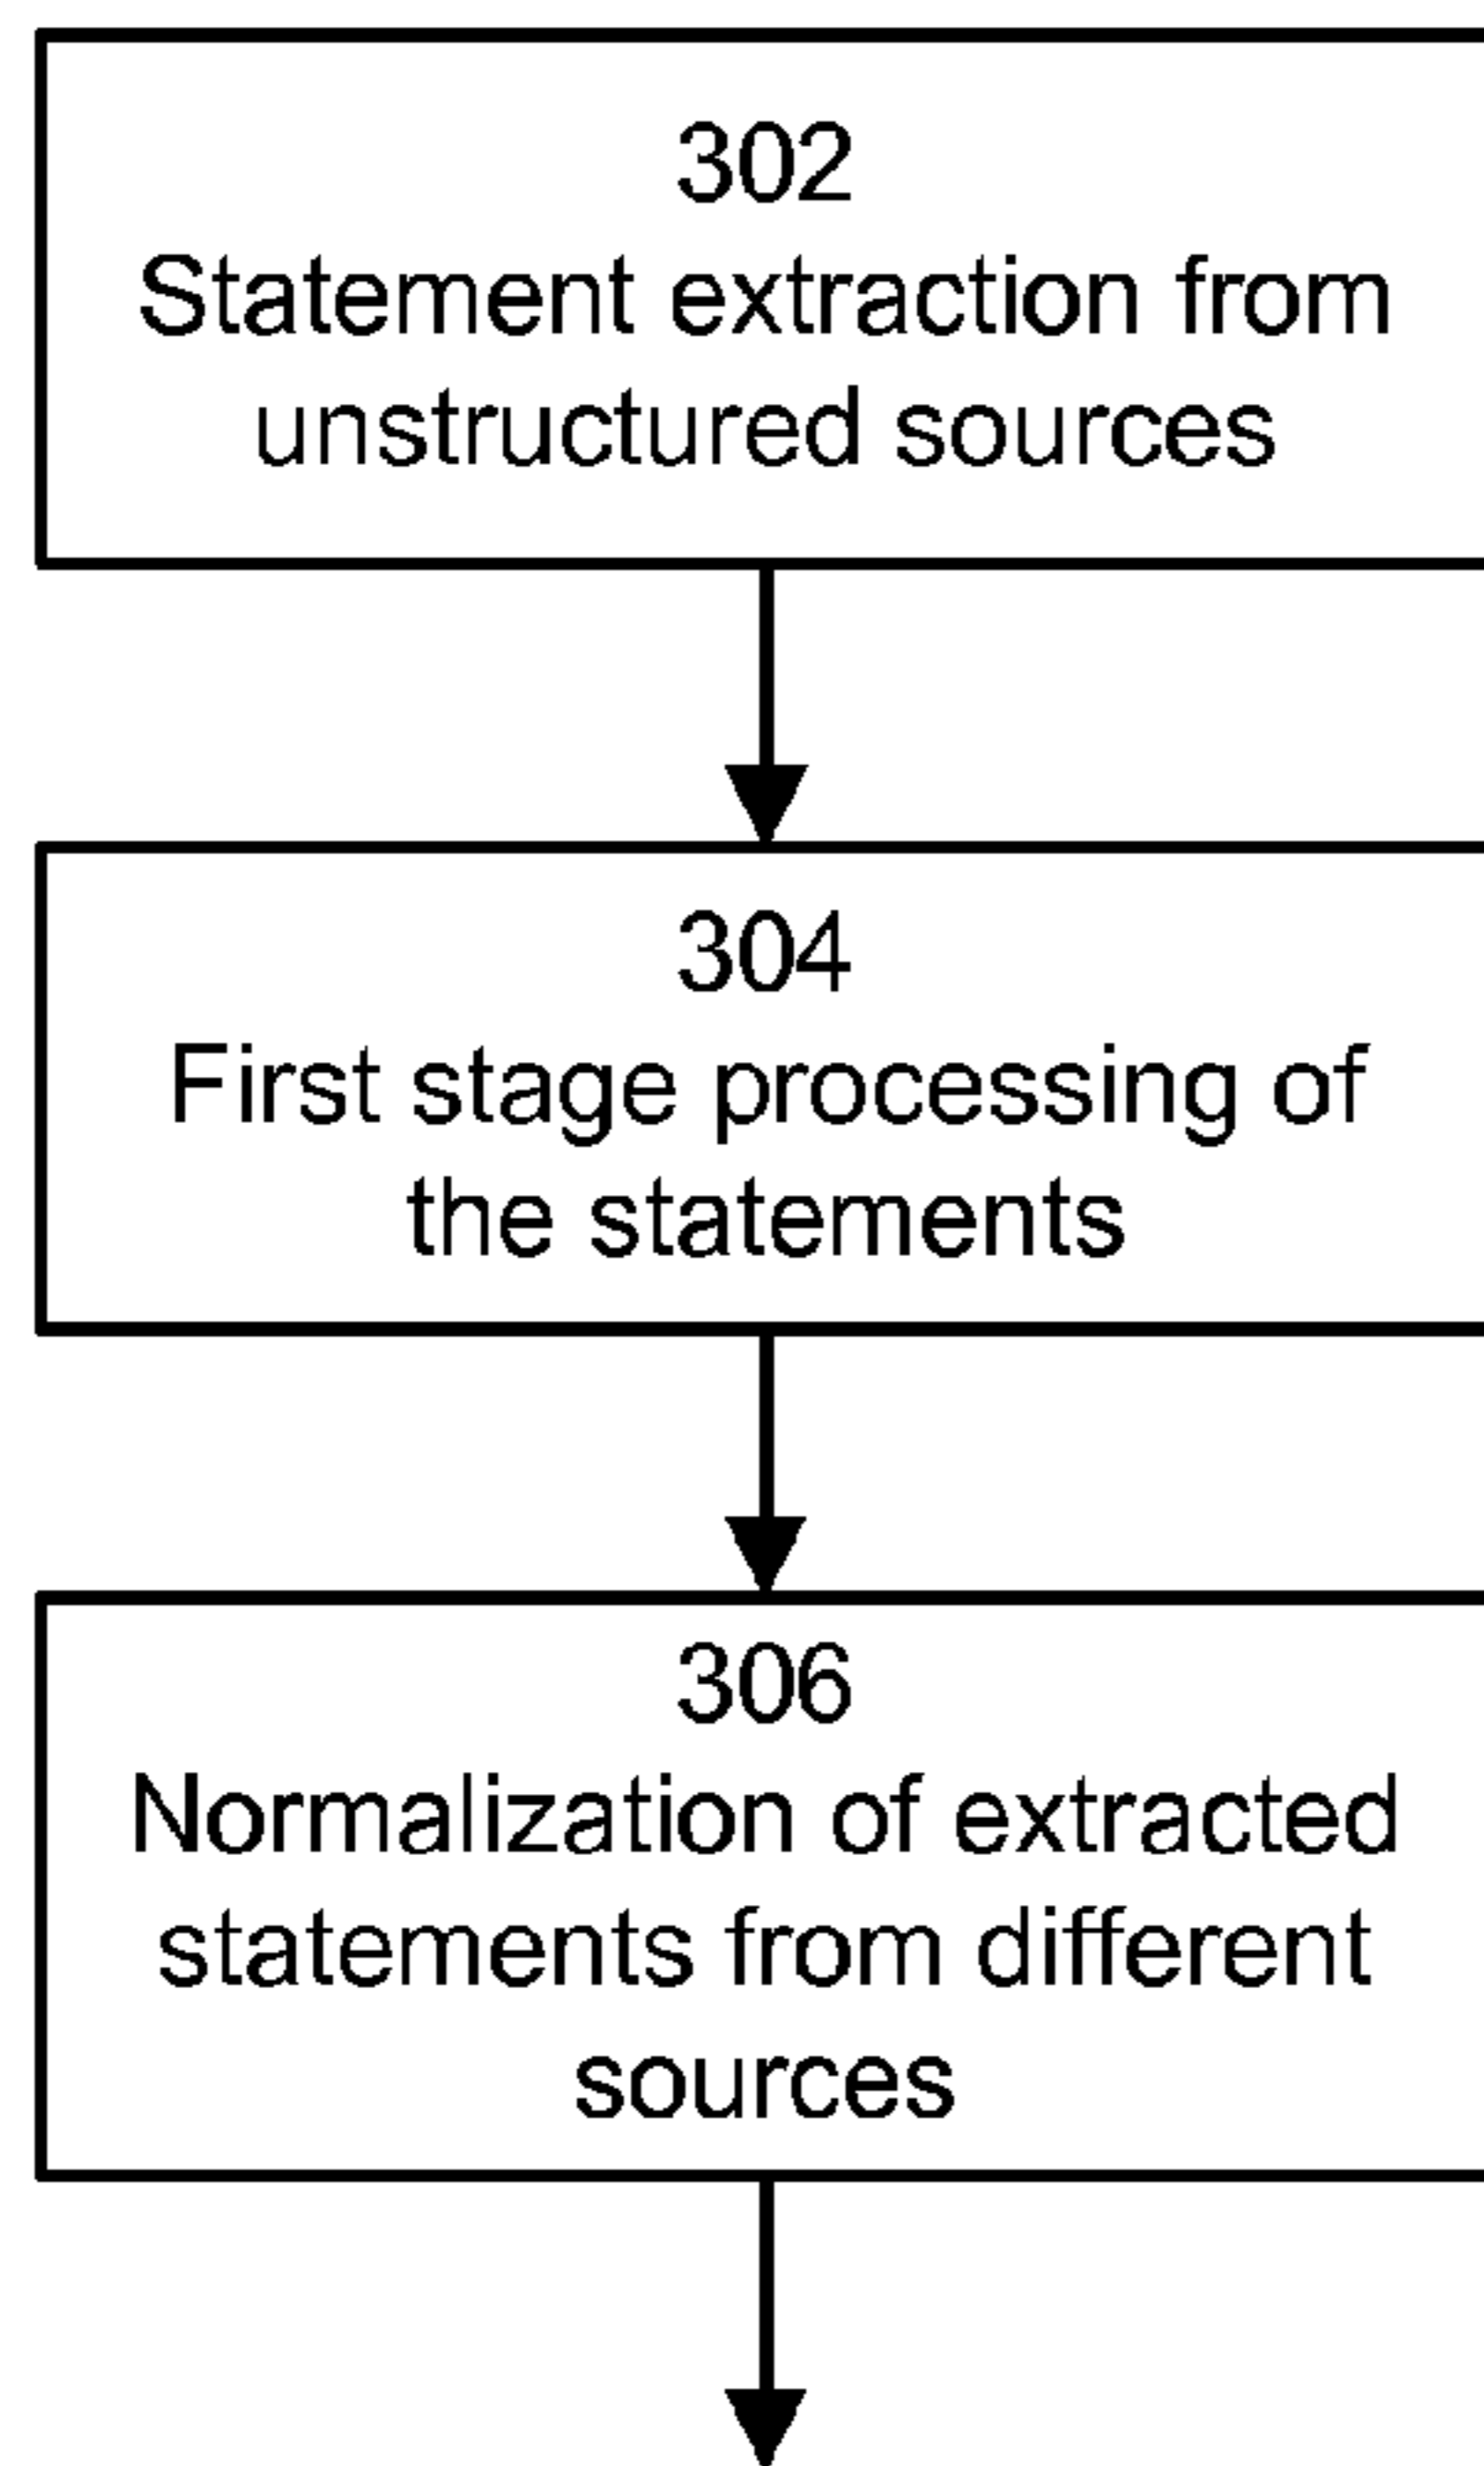 302
Statement extraction from
unstructured sources
304
First stage processing of
the statements
306
Normalization of extracted
statements from different
sources